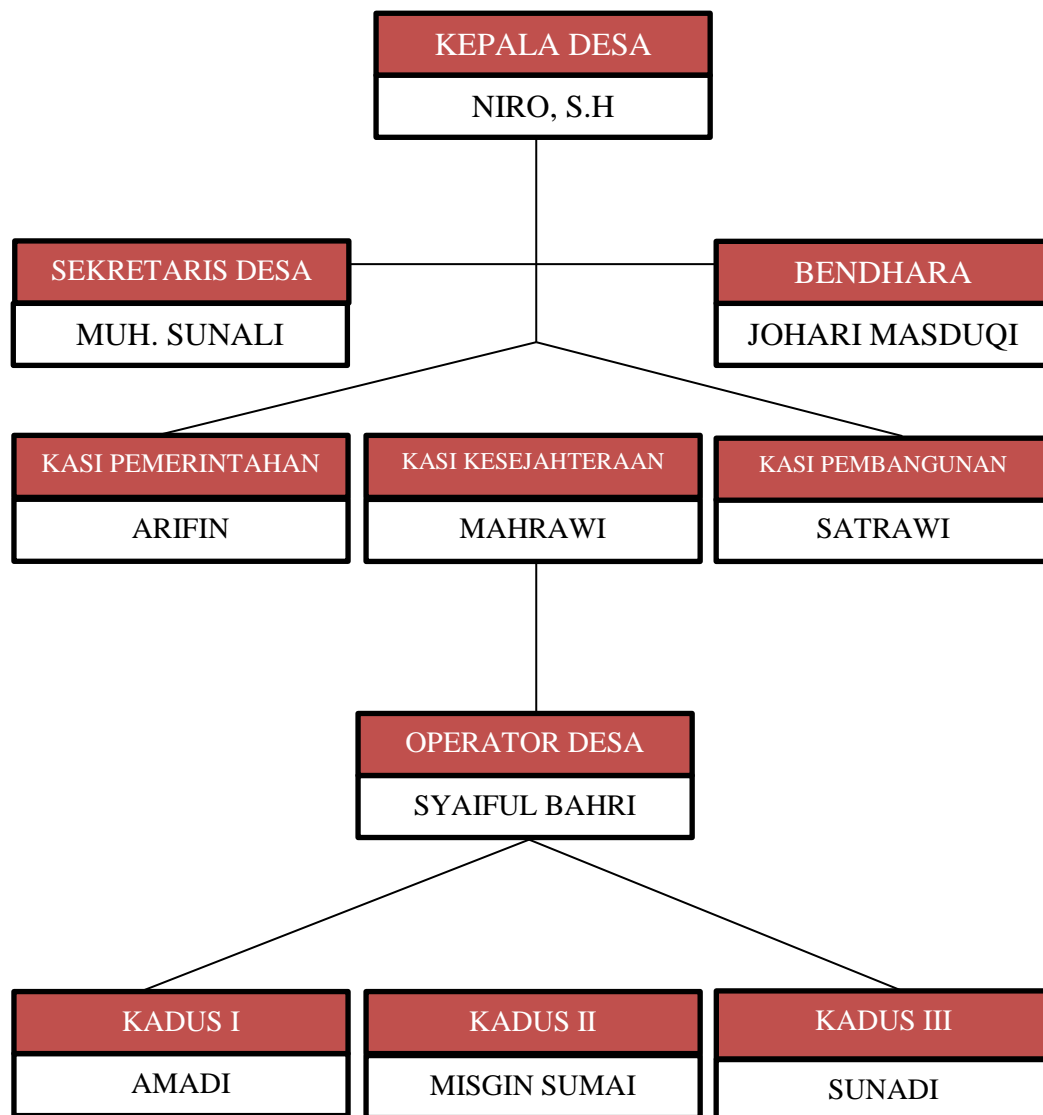 KEPALA DESA
NIRO, S.H
SEKRETARIS DESA
MUH. SUNALI
BENDHARA
JOHARI MASDUQI
KASI PEMERINTAHAN
ARIFIN
KASI KESEJAHTERAAN
MAHRAWI
KASI PEMBANGUNAN
SATRAWI
OPERATOR DESA
SYAIFUL BAHRI
KADUS I
AMADI
KADUS II
MISGIN SUMAI
KADUS III
SUNADI